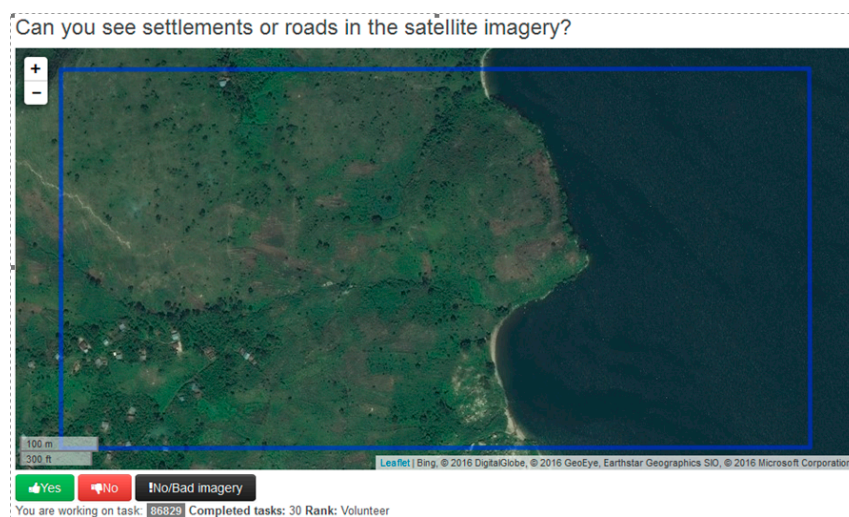 Can you see settlements or roads in the satellite imagery?
+
−
100 m
300 ft
Leaflet | Bing, © 2016 DigitalGlobe, © 2016 GeoEye, Earthstar Geographics SIO, © 2016 Microsoft Corporation
Yes No !No/Bad imagery
You are working on task: 86829 Completed tasks: 30 Rank: Volunteer